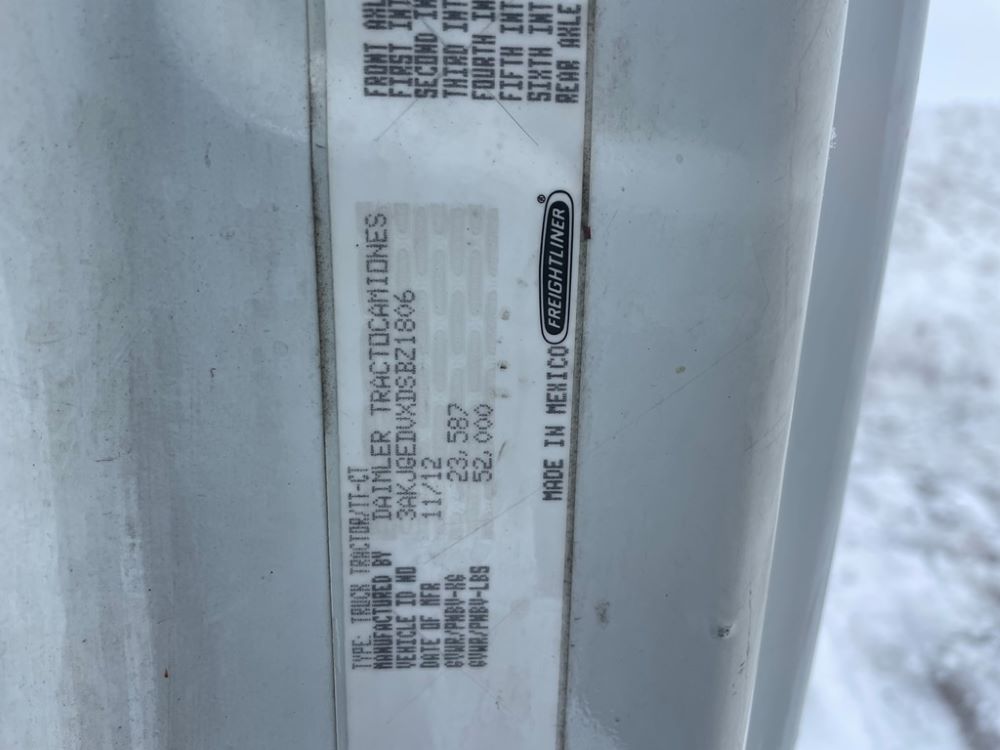 TYPE: TRUCK TRACTOR/TT-CT
MANUFACTURED BY DAIMLER TRACTOCAMIONES
VEHICLE ID NO 3AKJGEDVXDSBZ1806
DATE OF MFR 11/12
GVWR/PNBV-KG 23,587
GVWR/PNBV-LBS 52,000
MADE IN MEXICO FREIGHTLINER®
FRONT AXL
FIRST INT
SECOND IN
THIRD INT
FOURTH IN
FIFTH INT
SIXTH INT
REAR AXLE